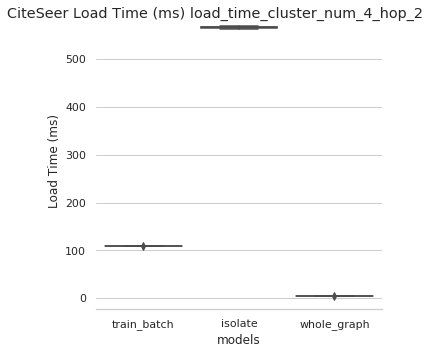 CiteSeer Load Time (ms) load_time_cluster_num_4_hop_2
500
400
300
200
100
0
Load Time (ms)
train_batch isolate whole_graph
models